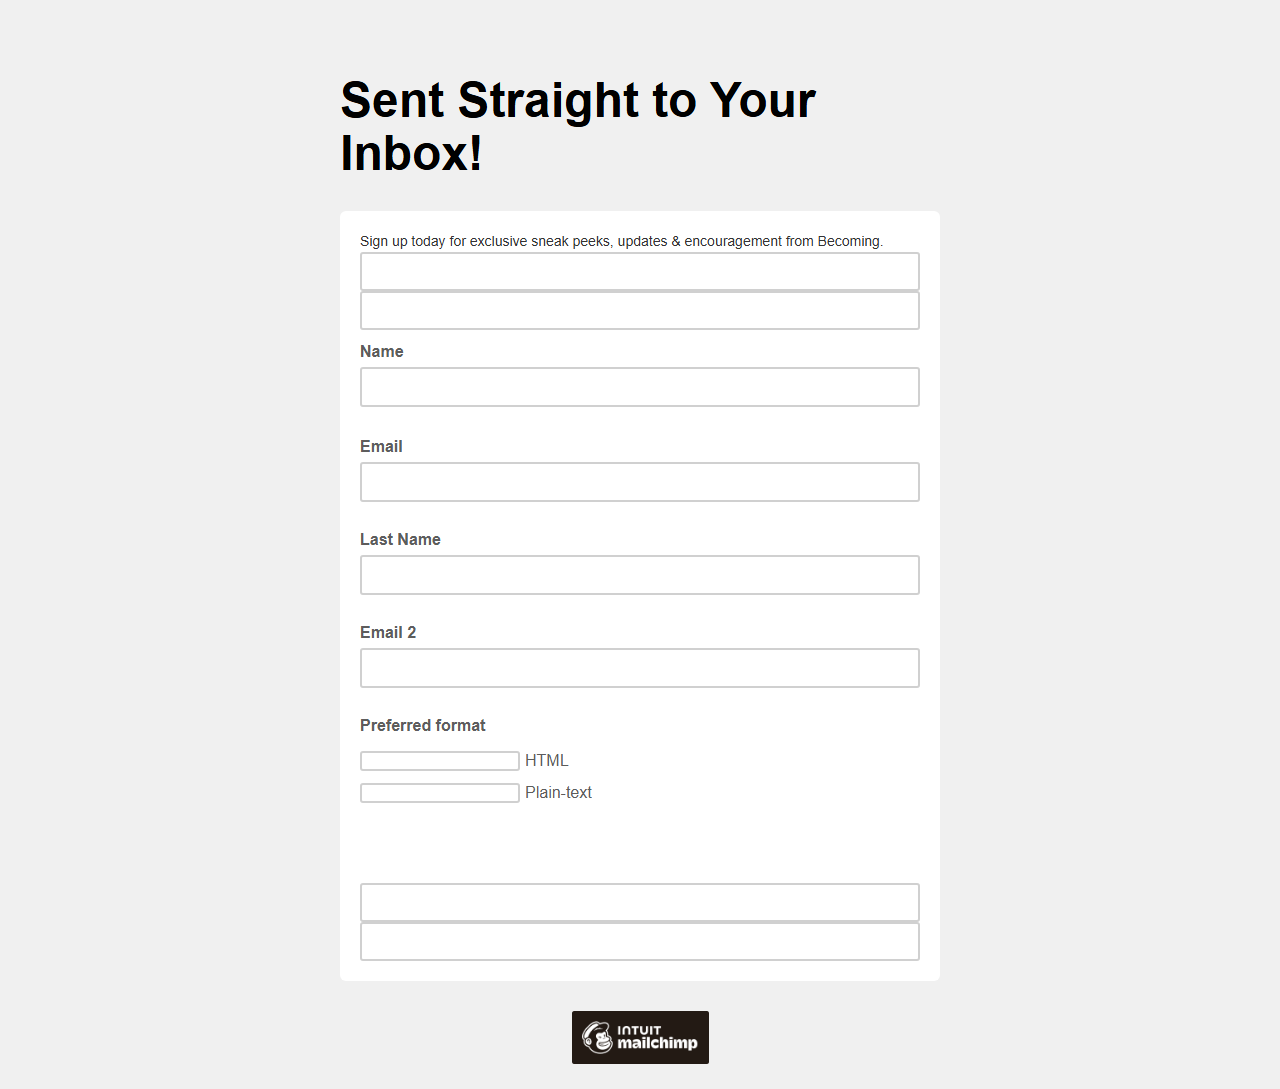 Sent Straight to Your
Inbox!
Sign up today for exclusive sneak peeks, updates & encouragement from Becoming.
Name
Email
Last Name
Email 2
Preferred format
HTML
Plain-text
INTUIT
mailchimp